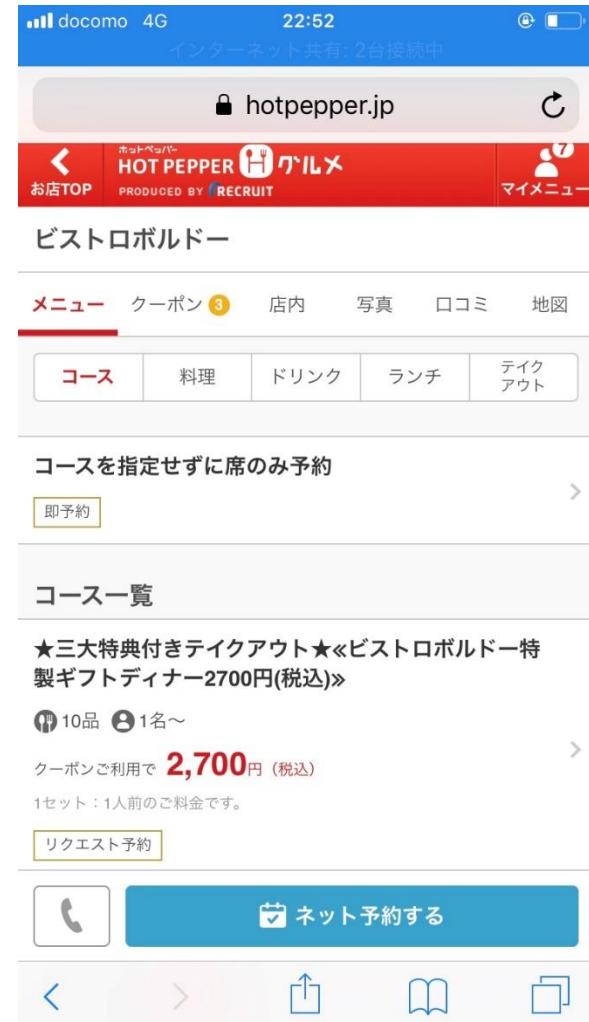 docomo 4G 22:52
インターネット共有: 2台接続中
hotpepper.jp
ホットペッパー
お店TOP HOT PEPPER グルメ 7 マイメニュー
PRODUCED BY RECRUIT
ビストロボルドー
メニュー クーポン 3 店内 写真 口コミ 地図
コース 料理 ドリンク ランチ テイク
アウト
コースを指定せずに席のみ予約
即予約
コース一覧
★三大特典付きテイクアウト★≪ビストロボルドー特
製ギフトディナー2700円(税込)≫
10品 1名～
クーポンご利用で 2,700円（税込）
1セット：1人前のご料金です。
リクエスト予約
ネット予約する